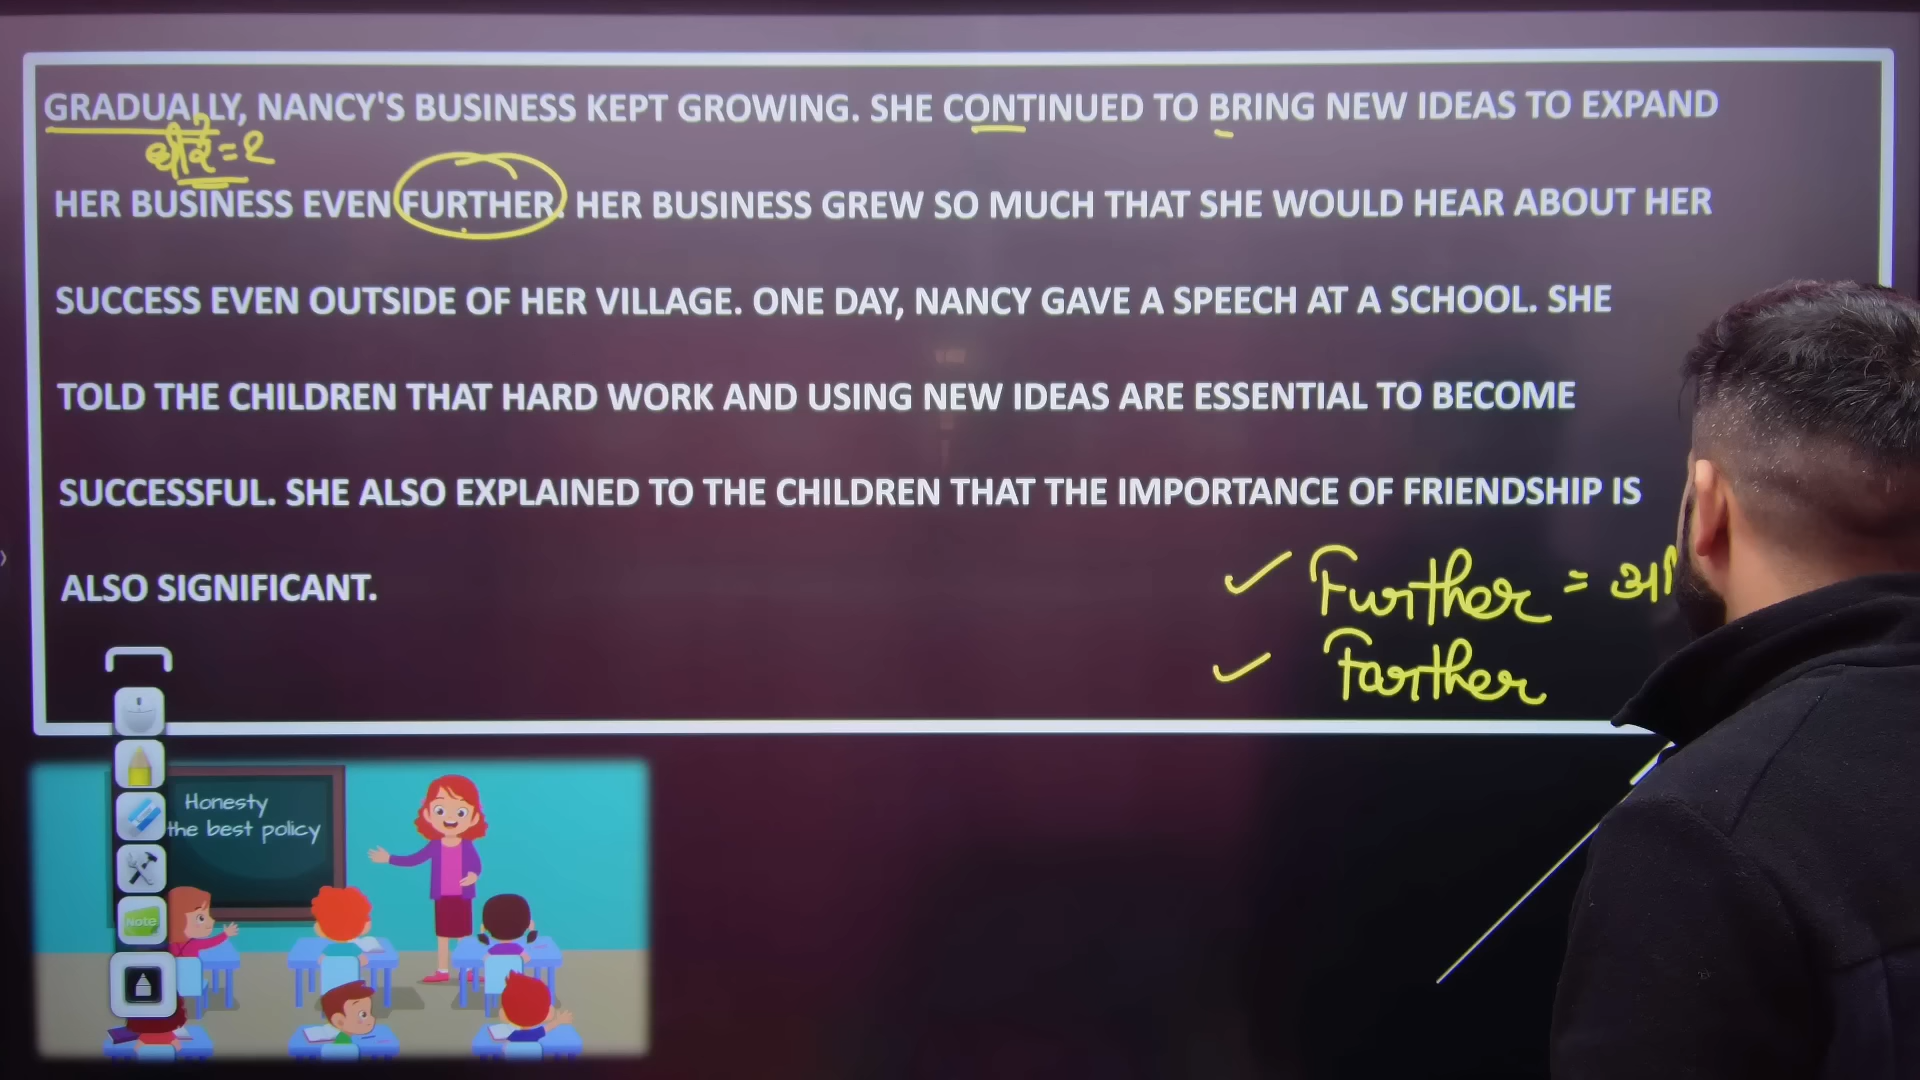 GRADUALLY, NANCY'S BUSINESS KEPT GROWING. SHE CONTINUED TO BRING NEW IDEAS TO EXPAND
धीरे=२
HER BUSINESS EVEN FURTHER. HER BUSINESS GREW SO MUCH THAT SHE WOULD HEAR ABOUT HER
SUCCESS EVEN OUTSIDE OF HER VILLAGE. ONE DAY, NANCY GAVE A SPEECH AT A SCHOOL. SHE
TOLD THE CHILDREN THAT HARD WORK AND USING NEW IDEAS ARE ESSENTIAL TO BECOME
SUCCESSFUL. SHE ALSO EXPLAINED TO THE CHILDREN THAT THE IMPORTANCE OF FRIENDSHIP IS
ALSO SIGNIFICANT.
✓ Further =
✓ Farther
Honesty
the best policy
Note